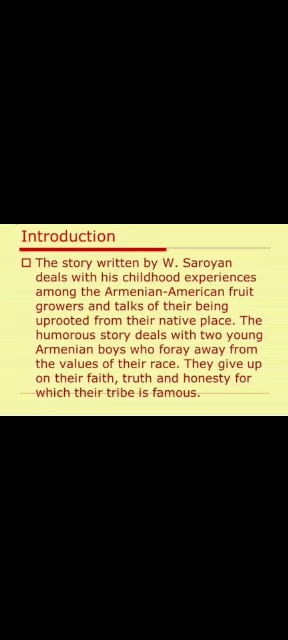 Introduction
The story written by W. Saroyan
deals with his childhood experiences
among the Armenian-American fruit
growers and talks of their being
uprooted from their native place. The
humorous story deals with two young
Armenian boys who foray away from
the values of their race. They give up
on their faith, truth and honesty for
which their tribe is famous.